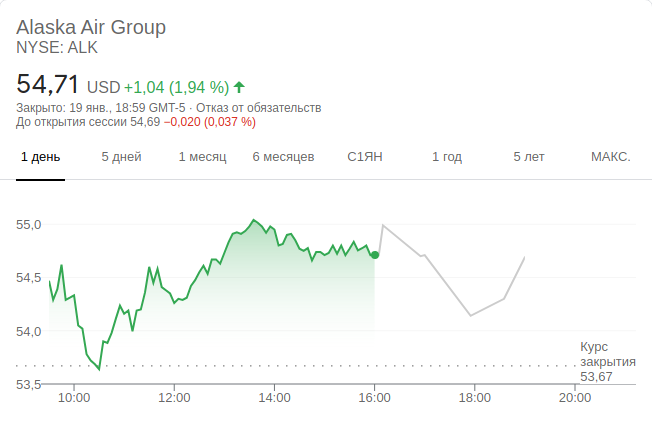 Alaska Air Group
NYSE: ALK
54,71 USD +1,04 (1,94 %)
Закрыто: 19 янв., 18:59 GMT-5 · Отказ от обязательств
До открытия сессии 54,69 −0,020 (0,037 %)
1 день 5 дней 1 месяц 6 месяцев С1ЯН 1 год 5 лет МАКС.
55,0
54,5
54,0
Курс
закрытия
53,67
53,5
10:00 12:00 14:00 16:00 18:00 20:00